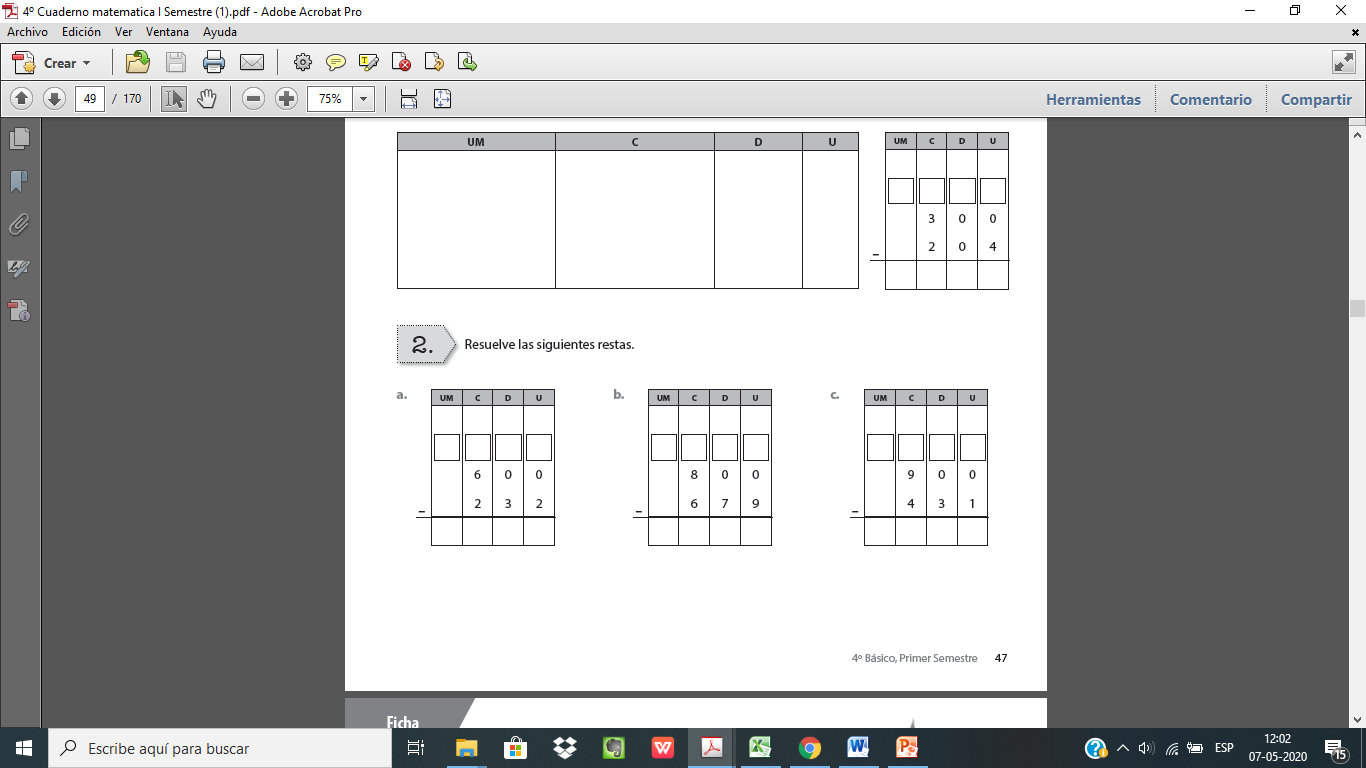 4º Cuaderno matematica I Semestre (1).pdf - Adobe Acrobat Pro
Archivo Edición Ver Ventana Ayuda
Crear
49 / 170 75% Herramientas Comentario Compartir
UM C D U UM C D U
3 0 0
2 0 4
-
2. Resuelve las siguientes restas.
a. UM C D U b. UM C D U c. UM C D U
6 0 0 8 0 0 9 0 0
- 2 3 2 - 6 7 9 - 4 3 1
4º Básico, Primer Semestre 47
Ficha
Escribe aquí para buscar ESP 12:02
07-05-2020 15